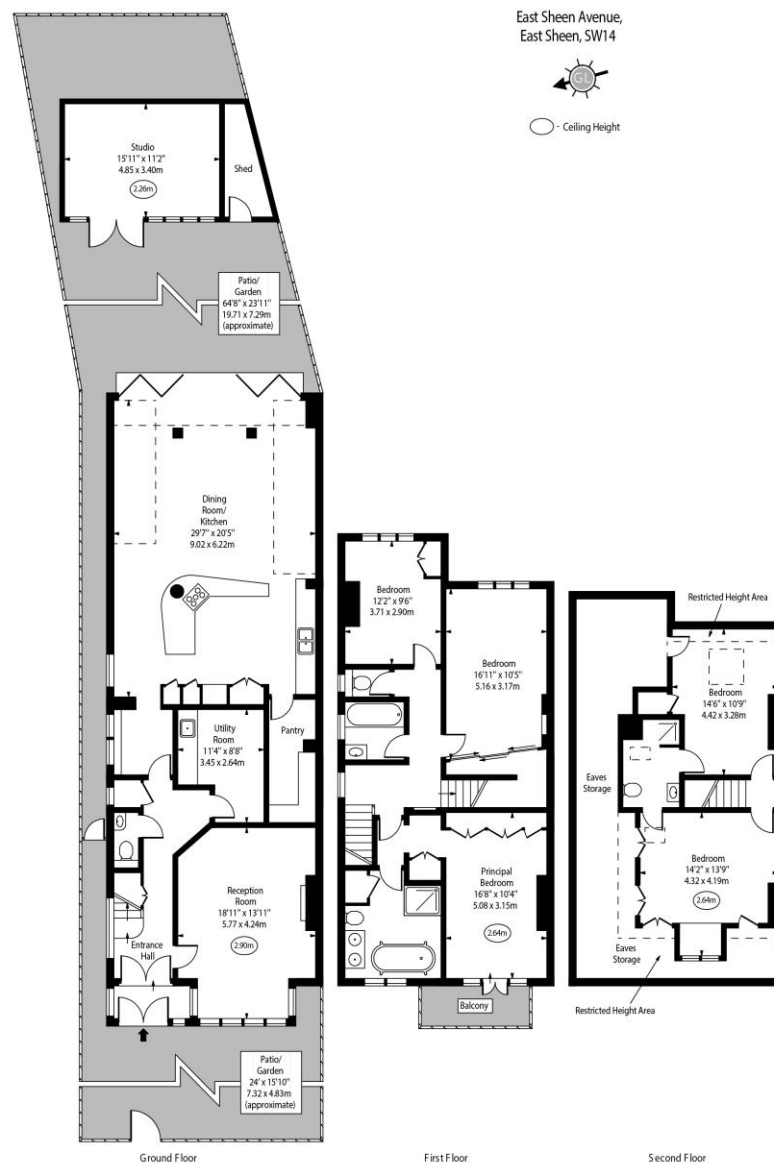 East Sheen Avenue,
East Sheen, SW14
GL
- Ceiling Height
Studio
15'11" x 11'2"
4.85 x 3.40m
2.26m
Shed
Patio/
Garden
64'8" x 23'11"
19.71 x 7.29m
(approximate)
Dining
Room/
Kitchen
29'7" x 20'5"
9.02 x 6.22m
Utility
Room
11'4" x 8'8"
3.45 x 2.64m
Pantry
Reception
Room
18'11" x 13'11"
5.77 x 4.24m
2.90m
Entrance
Hall
Patio/
Garden
24' x 15'10"
7.32 x 4.83m
(approximate)
Ground Floor
Bedroom
12'2" x 9'6"
3.71 x 2.90m
Bedroom
16'11" x 10'5"
5.16 x 3.17m
Principal
Bedroom
16'8" x 10'4"
5.08 x 3.15m
2.64m
Balcony
First Floor
Restricted Height Area
Bedroom
14'6" x 10'9"
4.42 x 3.28m
Eaves
Storage
Bedroom
14'2" x 13'9"
4.32 x 4.19m
2.64m
Eaves
Storage
Restricted Height Area
Second Floor